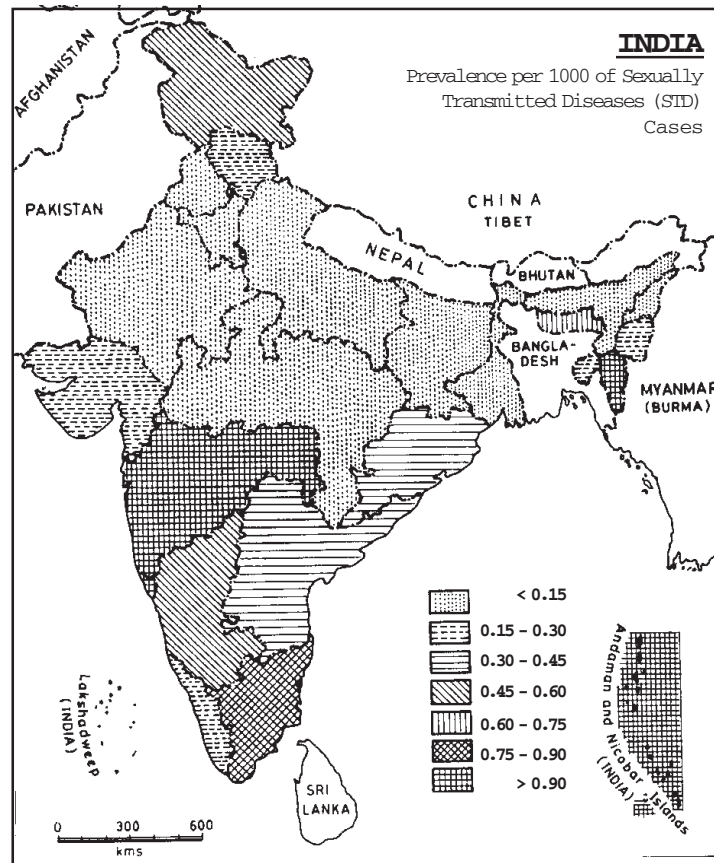 INDIA
Prevalence per 1000 of Sexually
Transmitted Diseases (STD)
Cases
AFGHANISTAN
PAKISTAN
CHINA
TIBET
NEPAL
BHUTAN
BANGLA-
DESH
MYANMAR
(BURMA)
< 0.15
0.15 - 0.30
0.30 - 0.45
0.45 - 0.60
0.60 - 0.75
0.75 - 0.90
> 0.90
Andaman and Nicobar Islands
(INDIA)
Lakshadweep
(INDIA)
SRI
LANKA
0 300 600
kms